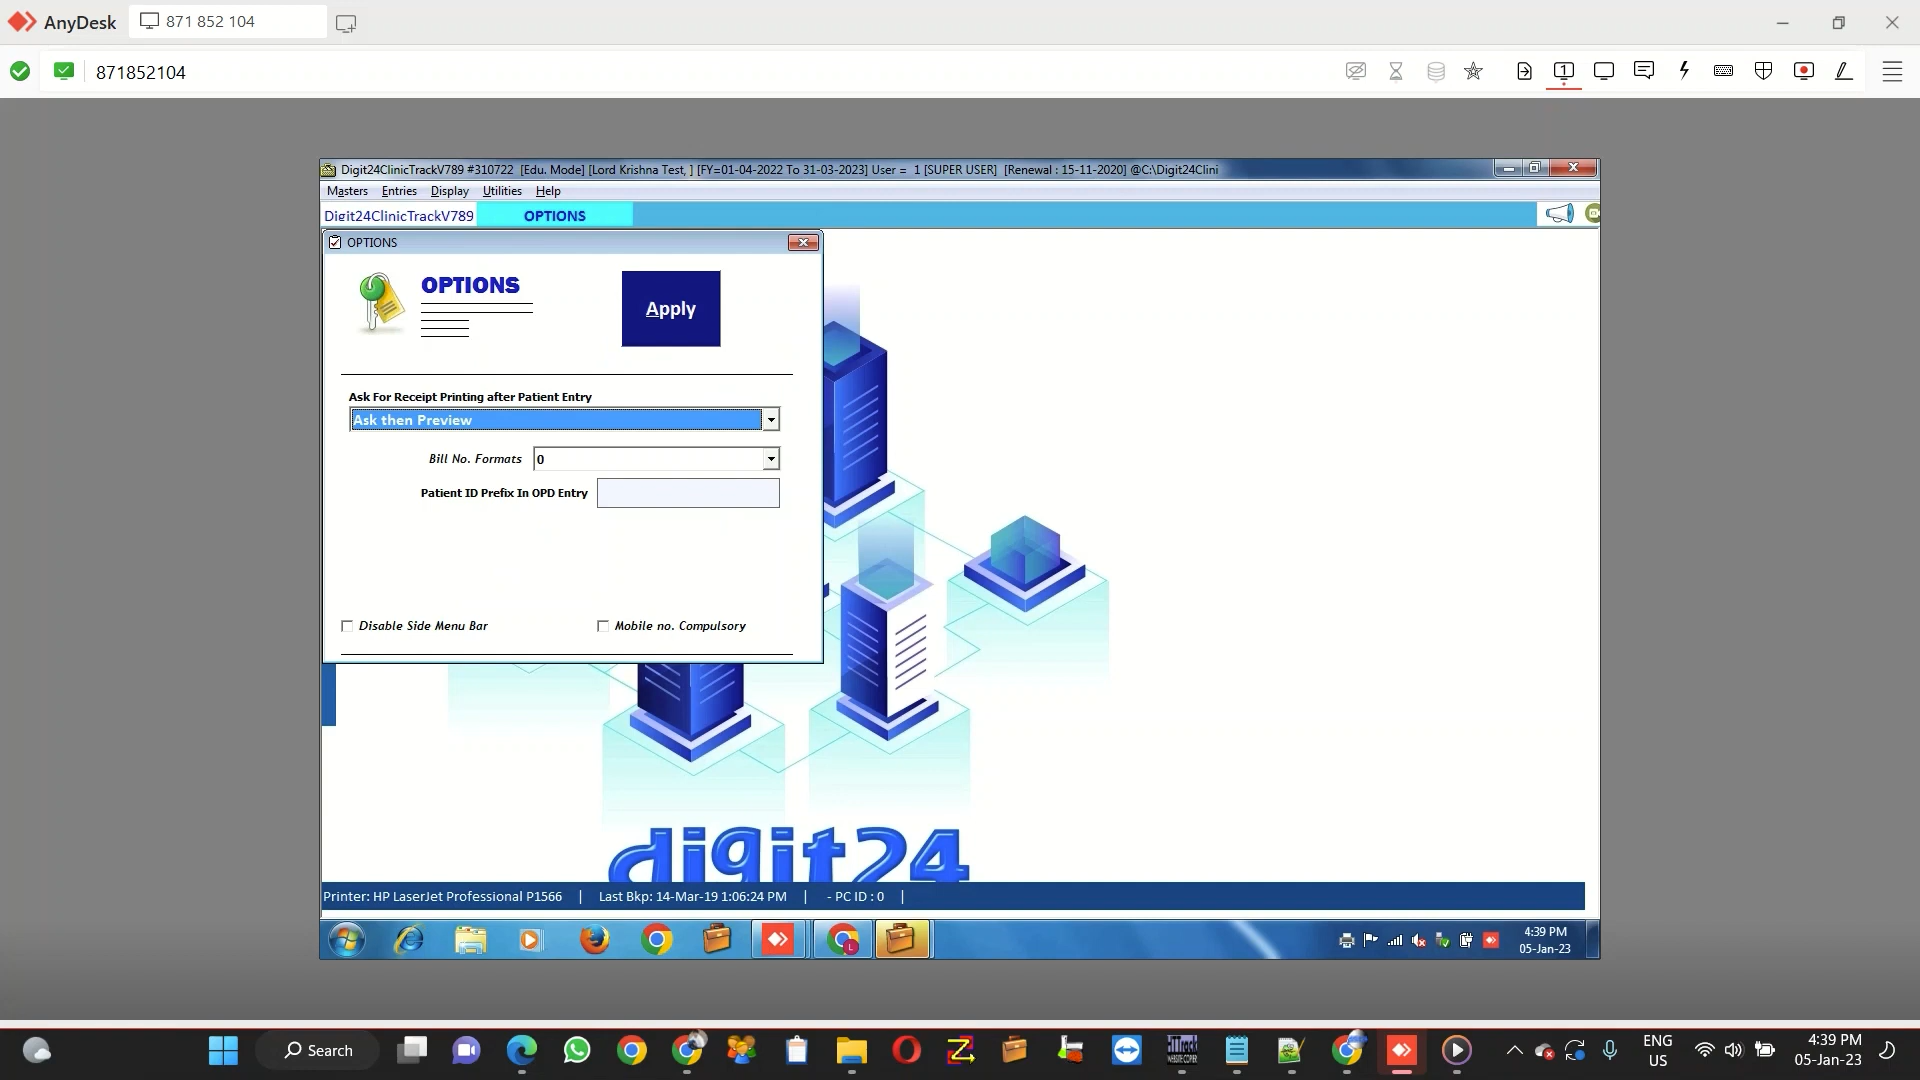 AnyDesk
871 852 104
871852104
1
Digit24ClinicTrackV789 #310722 [Edu. Mode] [Lord Krishna Test, ] [FY=01-04-2022 To 31-03-2023] User = 1 [SUPER USER] [Renewal : 15-11-2020] @C:\Digit24Clini
Masters Entries Display Utilities Help
Digit24ClinicTrackV789 OPTIONS
OPTIONS
OPTIONS
Apply
Ask For Receipt Printing after Patient Entry
Ask then Preview
Bill No. Formats 0
Patient ID Prefix In OPD Entry
Disable Side Menu Bar Mobile no. Compulsory
digit24
Printer: HP LaserJet Professional P1566 | Last Bkp: 14-Mar-19 1:06:24 PM | - PC ID : 0 |
4:39 PM
05-Jan-23
Search
ENG
US
4:39 PM
05-Jan-23